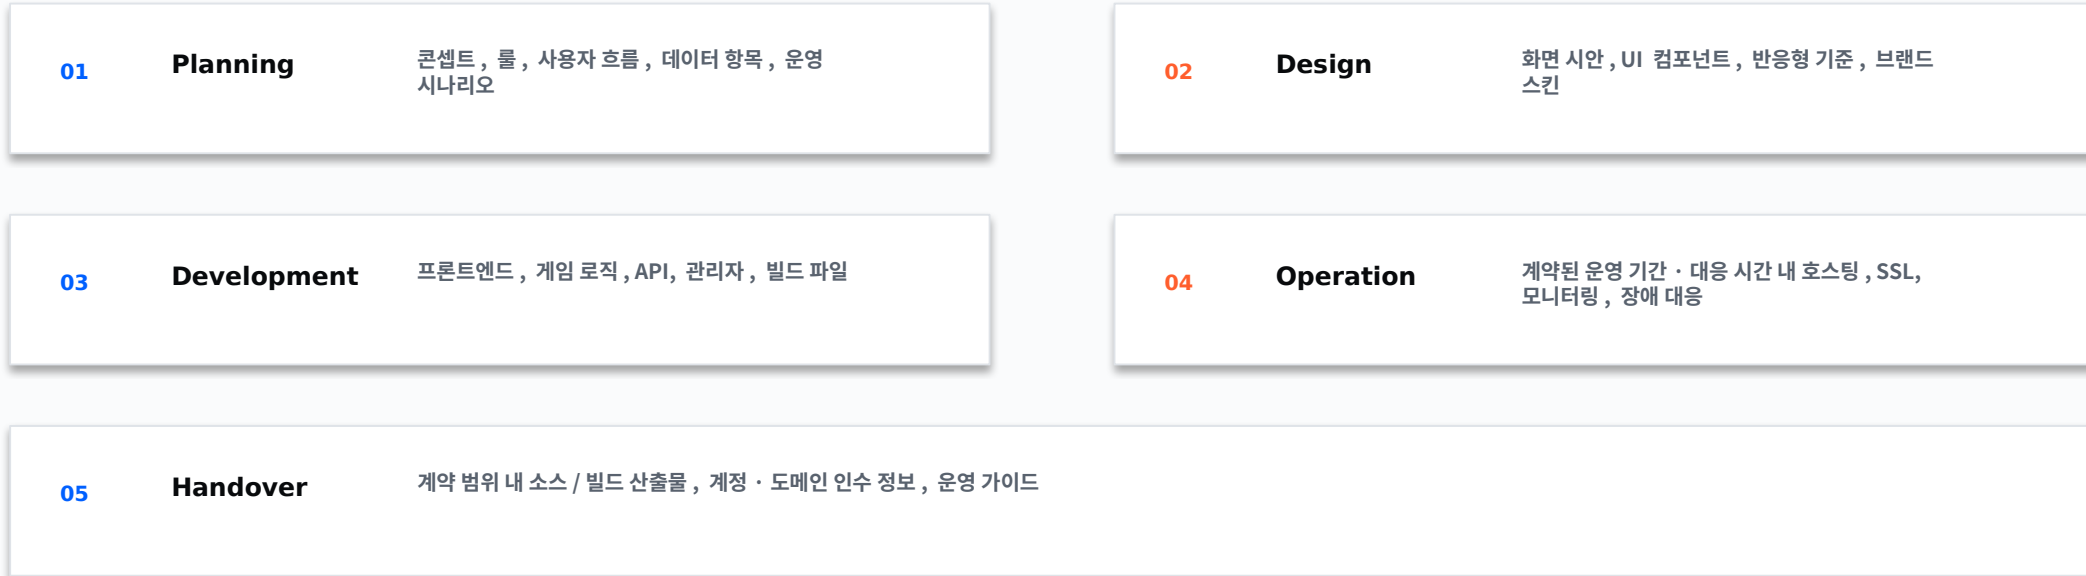 01
Planning
콘셉트, 룰, 사용자 흐름, 데이터 항목, 운영
시나리오
02
Design
화면 시안, UI 컴포넌트, 반응형 기준, 브랜드
스킨
03
Development
프론트엔드, 게임 로직, API, 관리자, 빌드 파일
04
Operation
계약된 운영 기간 · 대응 시간 내 호스팅, SSL,
모니터링, 장애 대응
05
Handover
계약 범위 내 소스 / 빌드 산출물, 계정 · 도메인 인수 정보, 운영 가이드